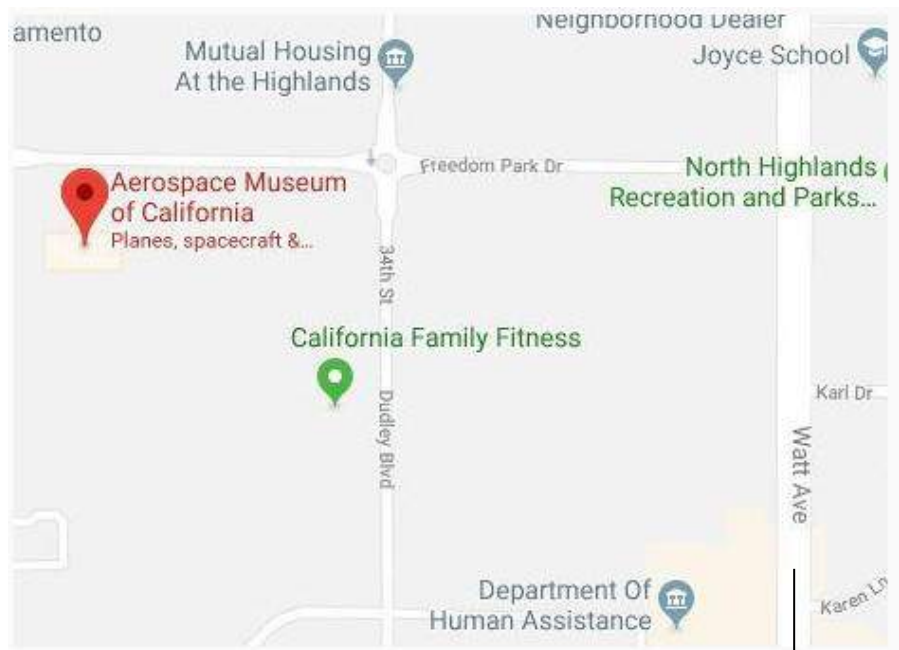 amento
Neighborhood Dealer
Mutual Housing
At the Highlands
Joyce School
Freedom Park Dr
North Highlands
Recreation and Parks...
Aerospace Museum
of California
Planes, spacecraft &...
34th St
California Family Fitness
Dudley Blvd
Karl Dr
Watt Ave
Department Of
Human Assistance
Karen Ln